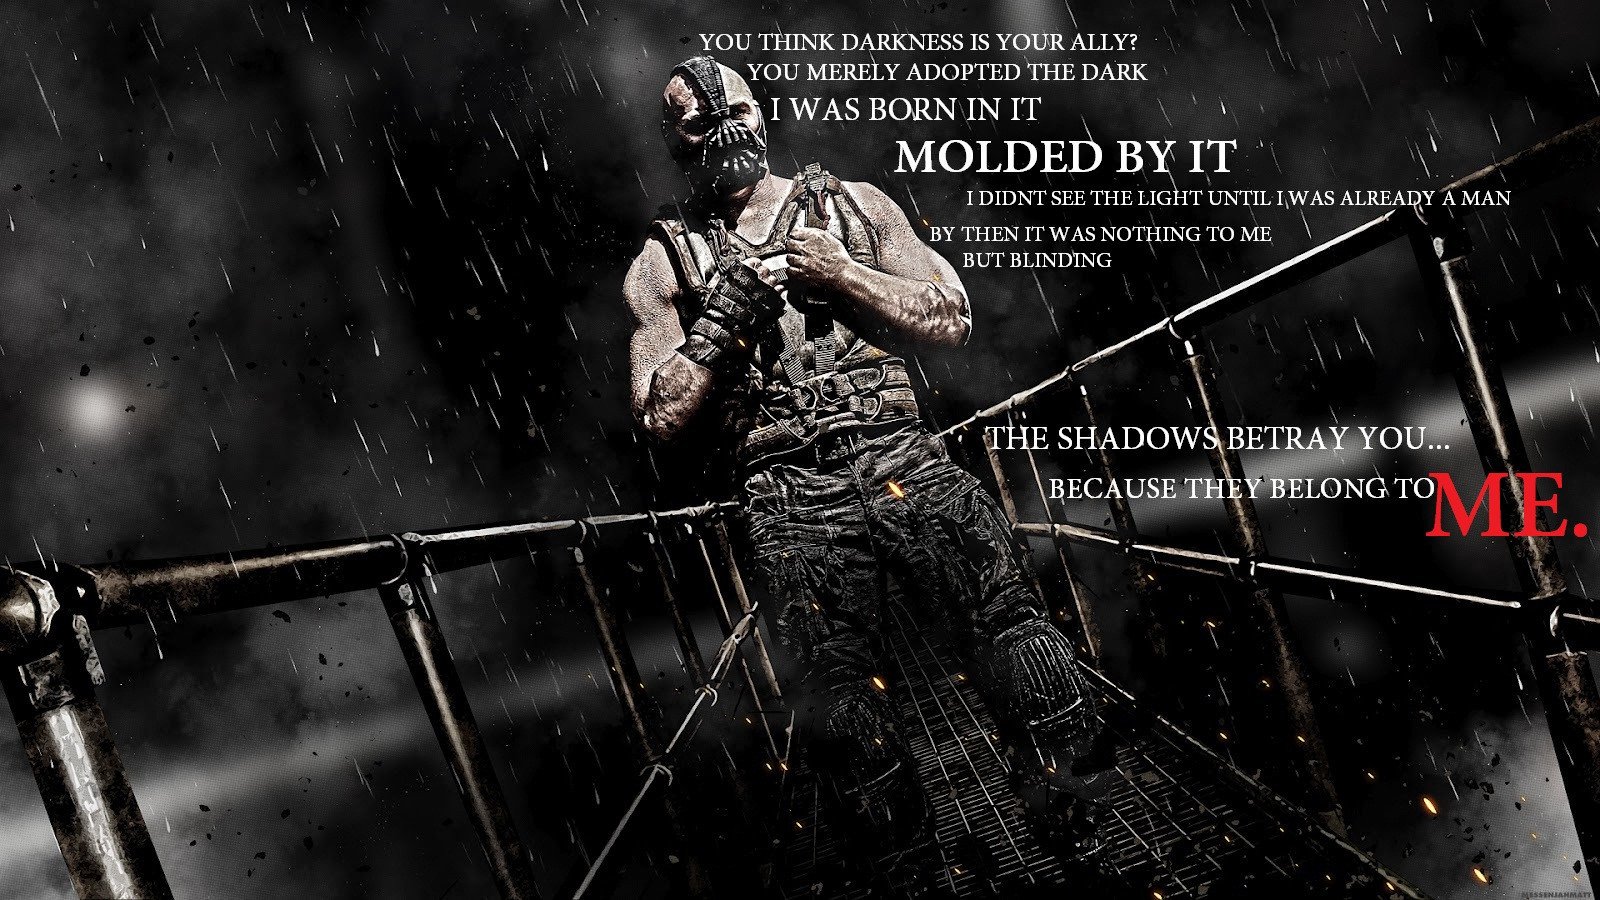 YOU THINK DARKNESS IS YOUR ALLY?
YOU MERELY ADOPTED THE DARK
I WAS BORN IN IT
MOLDED BY IT
I DIDNT SEE THE LIGHT UNTIL I WAS ALREADY A MAN
BY THEN IT WAS NOTHING TO ME
BUT BLINDING
THE SHADOWS BETRAY YOU...
BECAUSE THEY BELONG TO ME.
MESSENJAHMATT